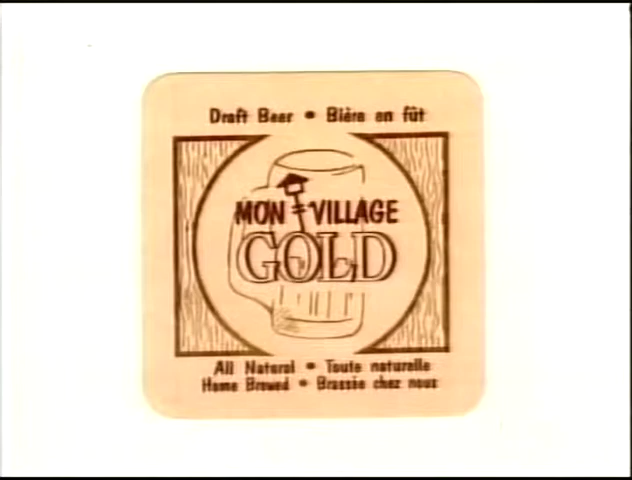 Draft Beer • Bière en fût
MON VILLAGE
GOLD
All Natural • Toute naturelle
Home Brewed • Brassée chez nous